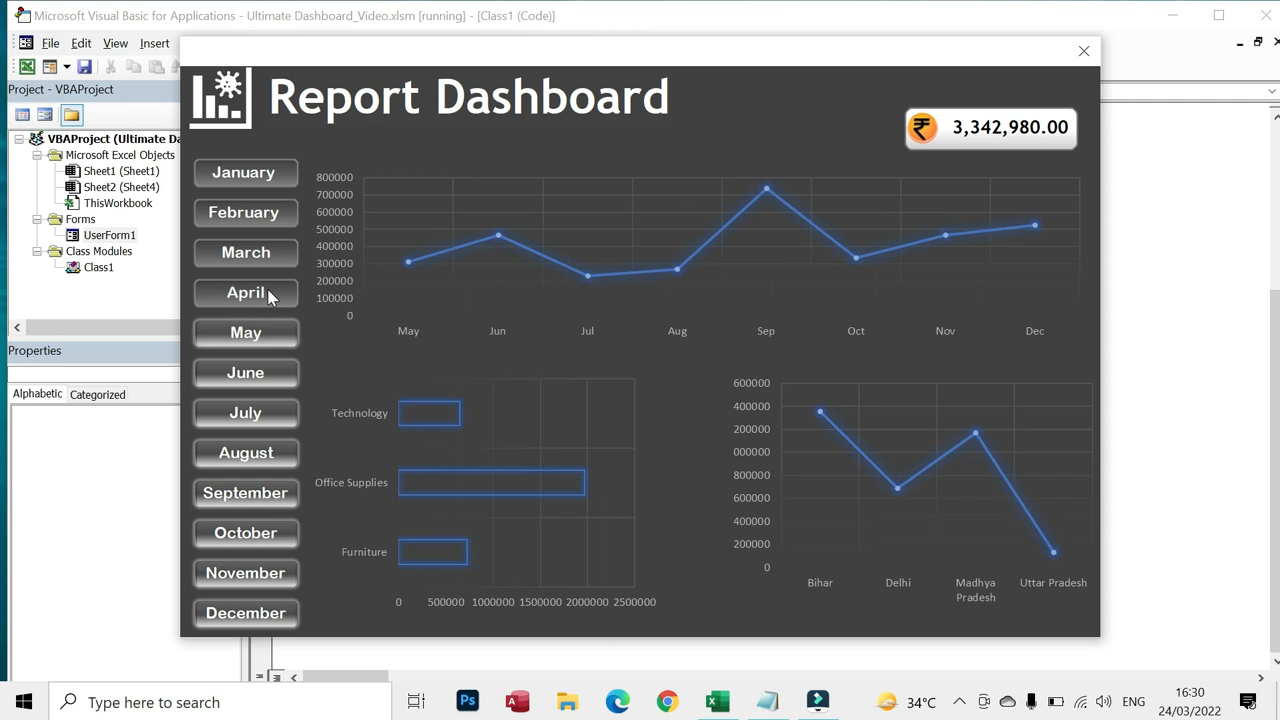 Microsoft Visual Basic for Applications - Ultimate Dashboard_Video.xlsm [running] - [Class1 (Code)]
File Edit View Insert
Project - VBAProject
VBAProject (Ultimate Da
Microsoft Excel Objects
Sheet1 (Sheet1)
Sheet2 (Sheet4)
ThisWorkbook
Forms
UserForm1
Class Modules
Class1
Properties
Alphabetic Categorized
Report Dashboard
₹ 3,342,980.00
January
February
March
April
May
June
July
August
September
October
November
December
800000
700000
600000
500000
400000
300000
200000
100000
0
May Jun Jul Aug Sep Oct Nov Dec
Technology
Office Supplies
Furniture
0 500000 1000000 1500000 2000000 2500000
600000
400000
200000
000000
800000
600000
400000
200000
0
Bihar Delhi Madhya Pradesh Uttar Pradesh
Type here to search
Ps
34°C
ENG
16:30
24/03/2022